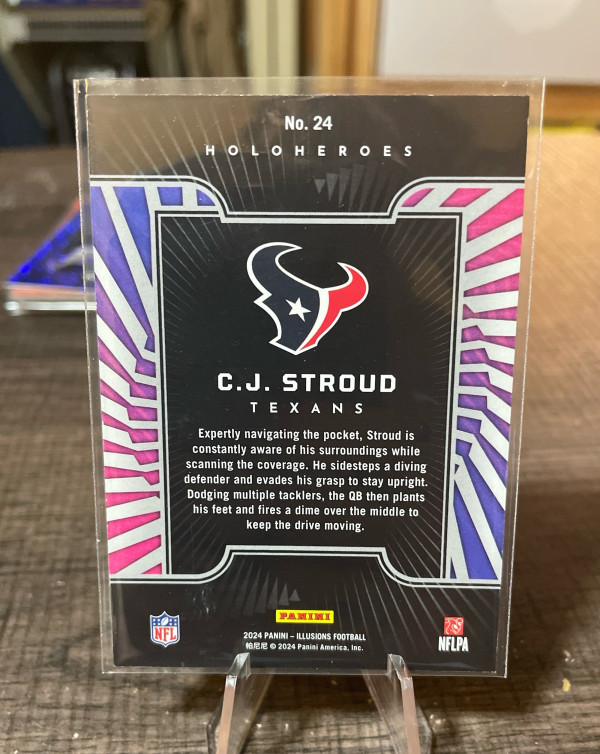 No. 24
HOLOHEROES
C.J. STROUD
TEXANS
Expertly navigating the pocket, Stroud is
constantly aware of his surroundings while
scanning the coverage. He sidesteps a diving
defender and evades his grasp to stay upright.
Dodging multiple tacklers, the QB then plants
his feet and fires a dime over the middle to
keep the drive moving.
PANINI
NFL
2024 PANINI – ILLUSIONS FOOTBALL
帕尼尼 © 2024 Panini America, Inc.
NFLPA